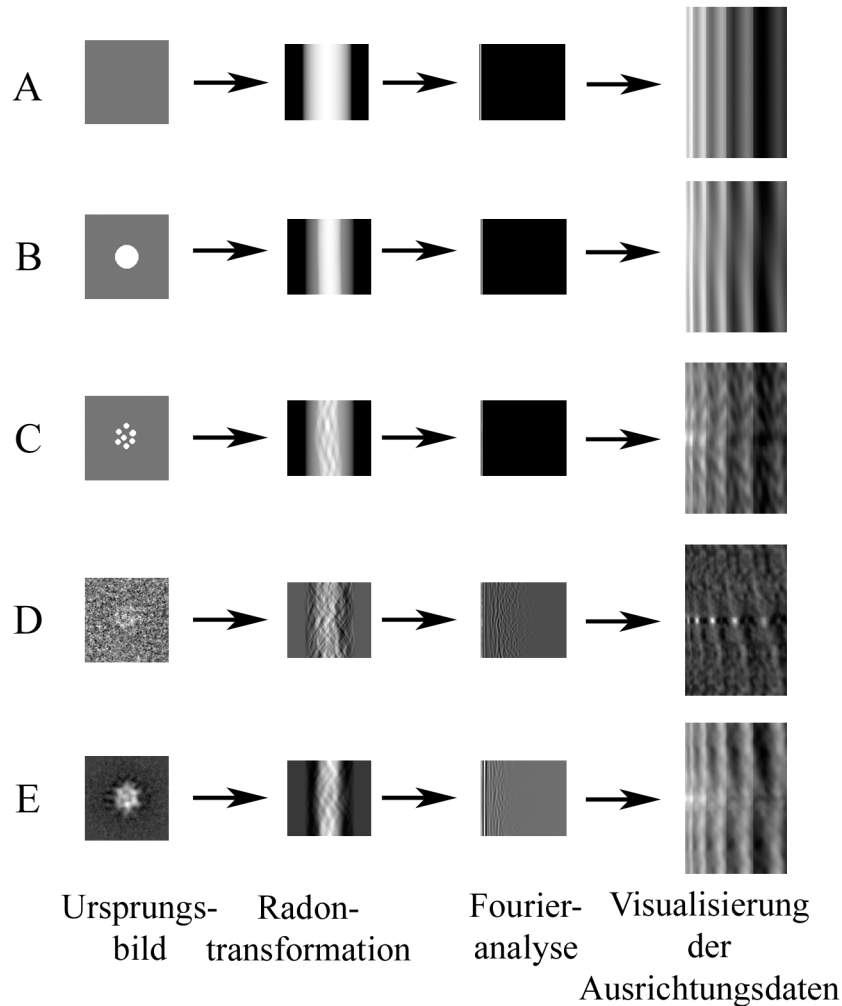 A
B
C
D
E
Ursprungs-
bild
Radon-
transformation
Fourier-
analyse
Visualisierung
der
Ausrichtungsdaten